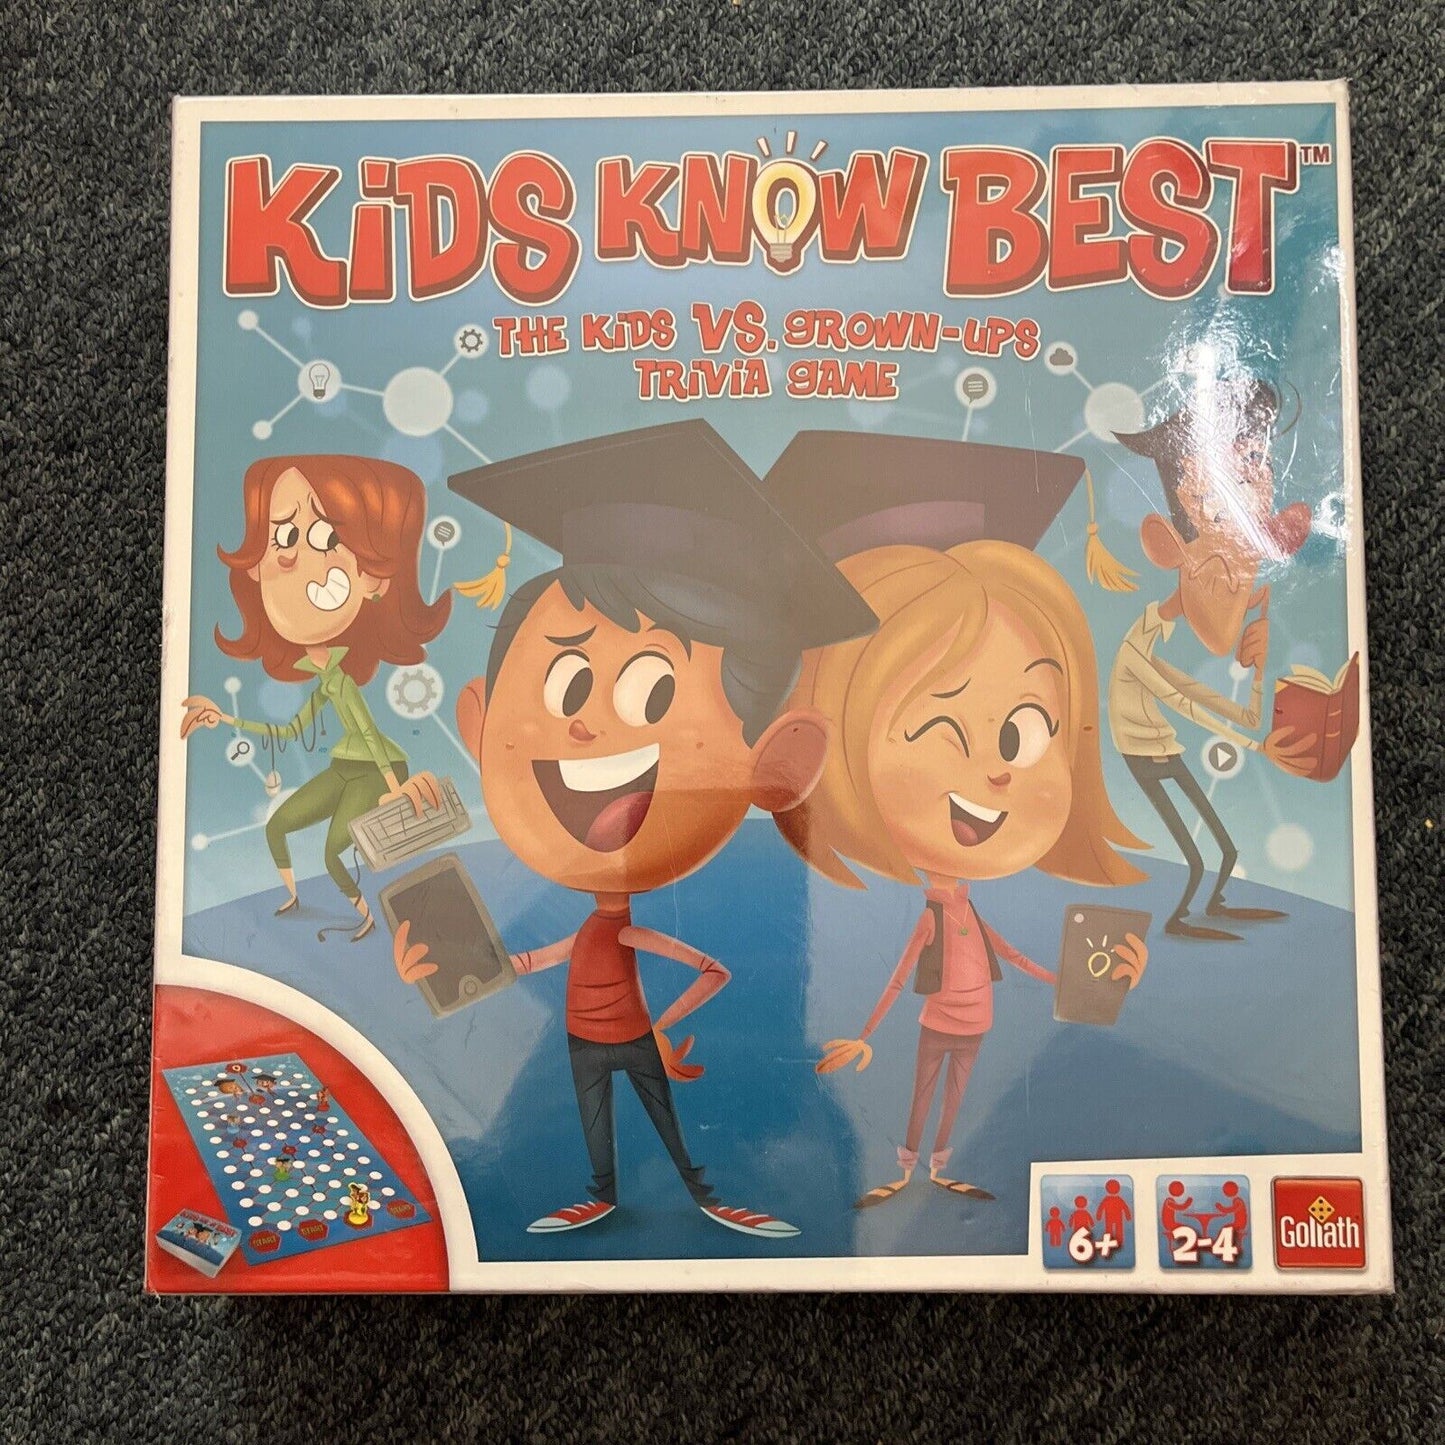 KiDS KNOW BEST™
THE KiDS VS. GROWN-UPS
TRiViA GAME
6+
2-4
Goliath